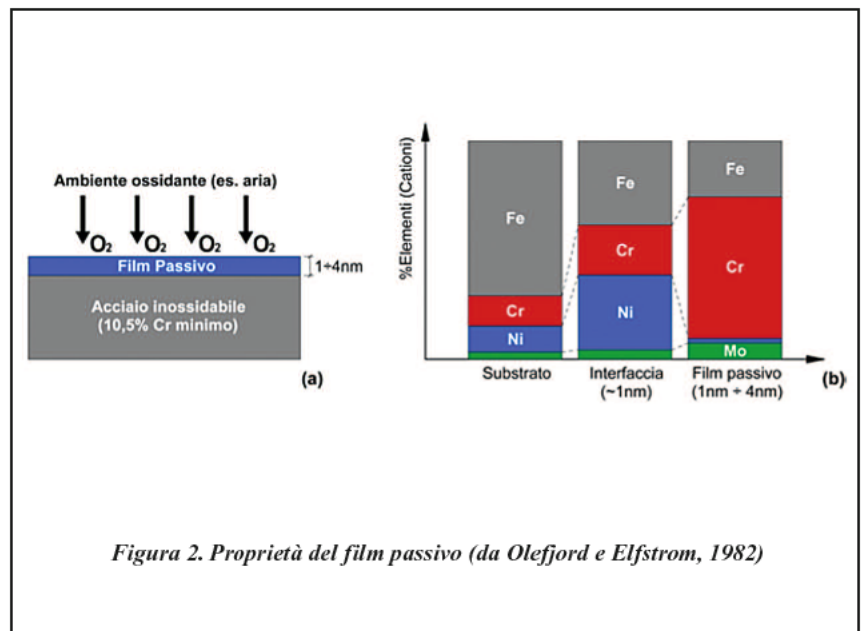 Ambiente ossidante (es. aria)
O₂ O₂ O₂ O₂
Film Passivo
1÷4nm
Acciaio inossidabile
(10,5% Cr minimo)
(a)
%Elementi (Cationi)
Fe
Cr
Ni
Fe
Cr
Ni
Fe
Cr
Mo
Substrato
Interfaccia
(~1nm)
Film passivo
(1nm ÷ 4nm)
(b)
Figura 2. Proprietà del film passivo (da Olefjord e Elfstrom, 1982)